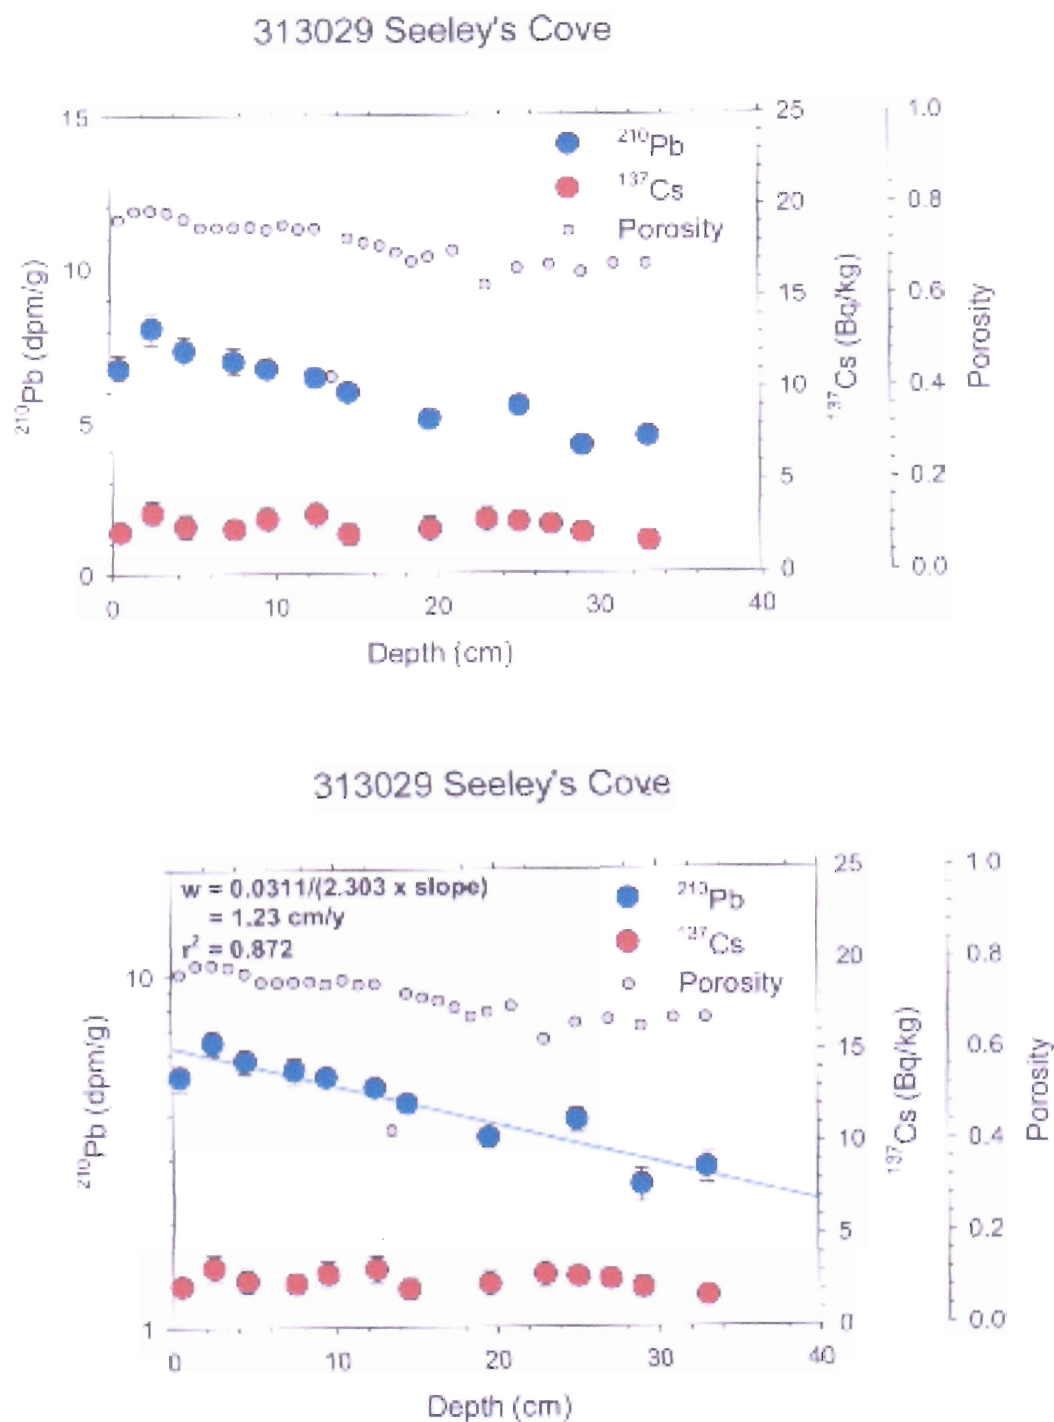 313029 Seeley's Cove
15
10
5
0
²¹⁰Pb (dpm/g)
²¹⁰Pb
¹³⁷Cs
Porosity
25
20
15
10
5
0
¹³⁷Cs (Bq/kg)
1.0
0.8
0.6
0.4
0.2
0.0
Porosity
0 10 20 30 40
Depth (cm)
313029 Seeley's Cove
w = 0.0311/(2.303 x slope)
= 1.23 cm/y
r² = 0.872
10
1
²¹⁰Pb (dpm/g)
²¹⁰Pb
¹³⁷Cs
Porosity
25
20
15
10
5
0
¹³⁷Cs (Bq/kg)
1.0
0.8
0.6
0.4
0.2
0.0
Porosity
0 10 20 30 40
Depth (cm)